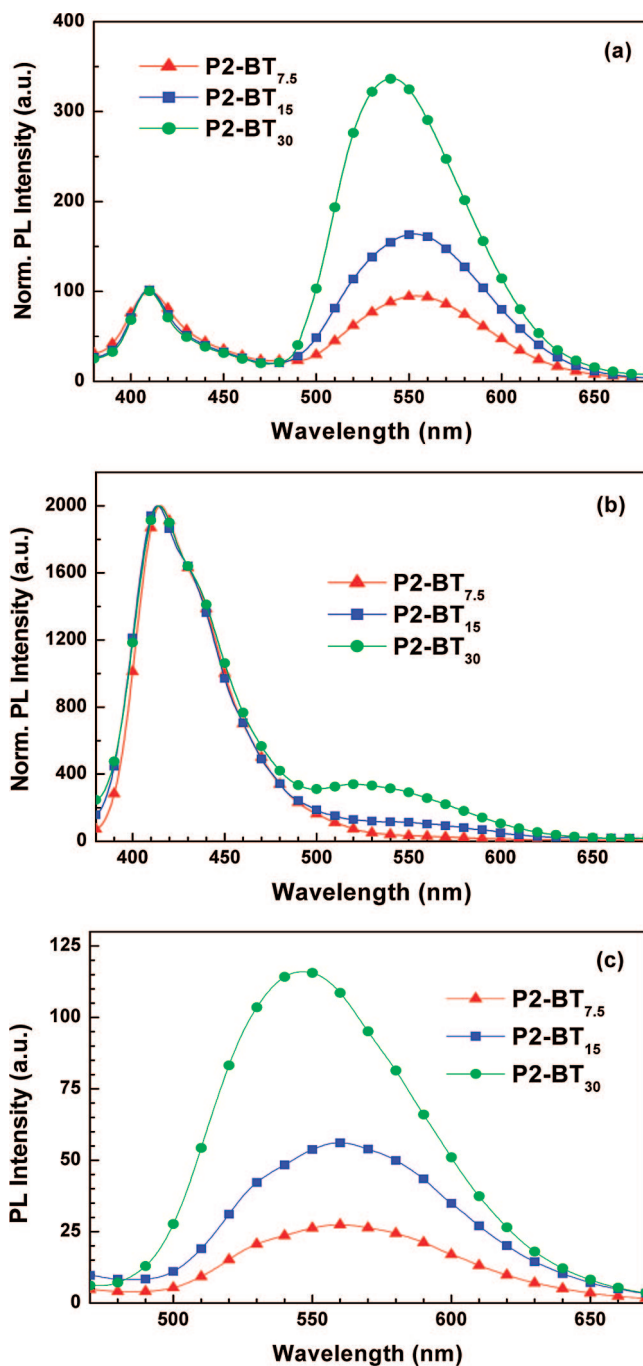 (a)
P2-BT7.5
P2-BT15
P2-BT30
Norm. PL Intensity (a.u.)
400
300
200
100
0
400 450 500 550 600 650
Wavelength (nm)
(b)
P2-BT7.5
P2-BT15
P2-BT30
Norm. PL Intensity (a.u.)
2000
1600
1200
800
400
0
400 450 500 550 600 650
Wavelength (nm)
(c)
P2-BT7.5
P2-BT15
P2-BT30
PL Intensity (a.u.)
125
100
75
50
25
0
500 550 600 650
Wavelength (nm)